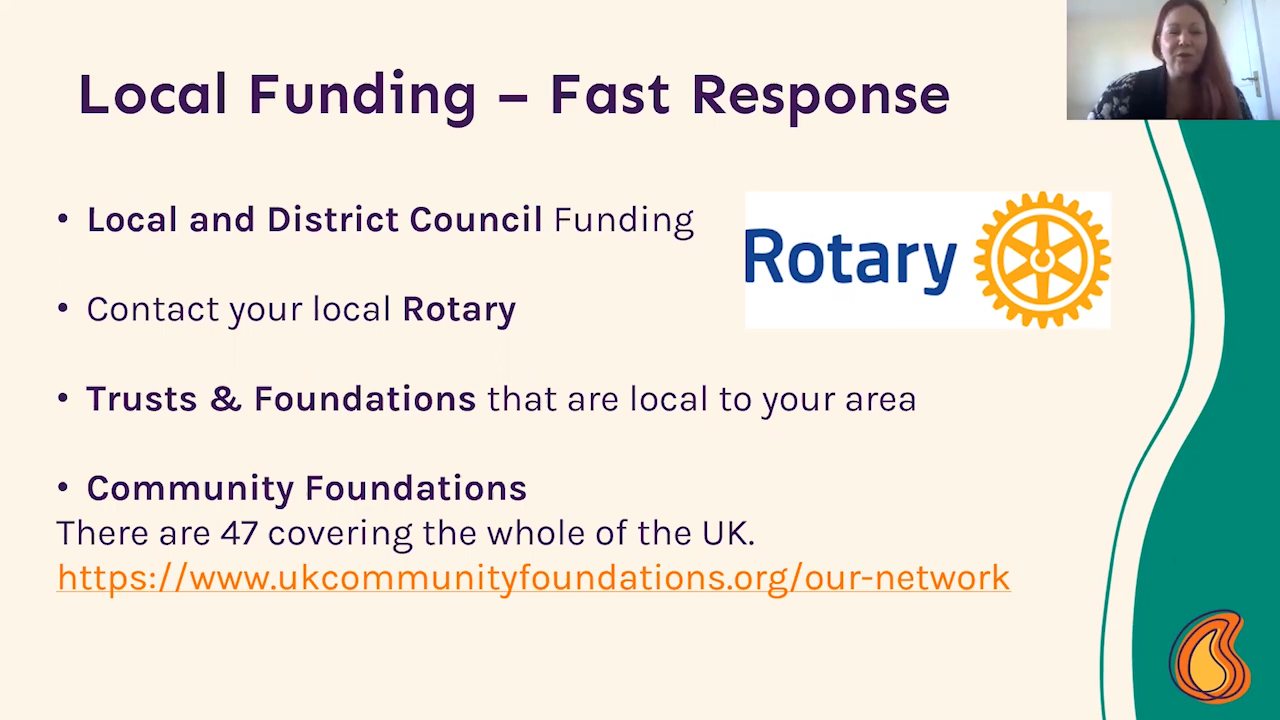 Local Funding – Fast Response
• Local and District Council Funding
Rotary
• Contact your local Rotary
• Trusts & Foundations that are local to your area
• Community Foundations
There are 47 covering the whole of the UK.
https://www.ukcommunityfoundations.org/our-network